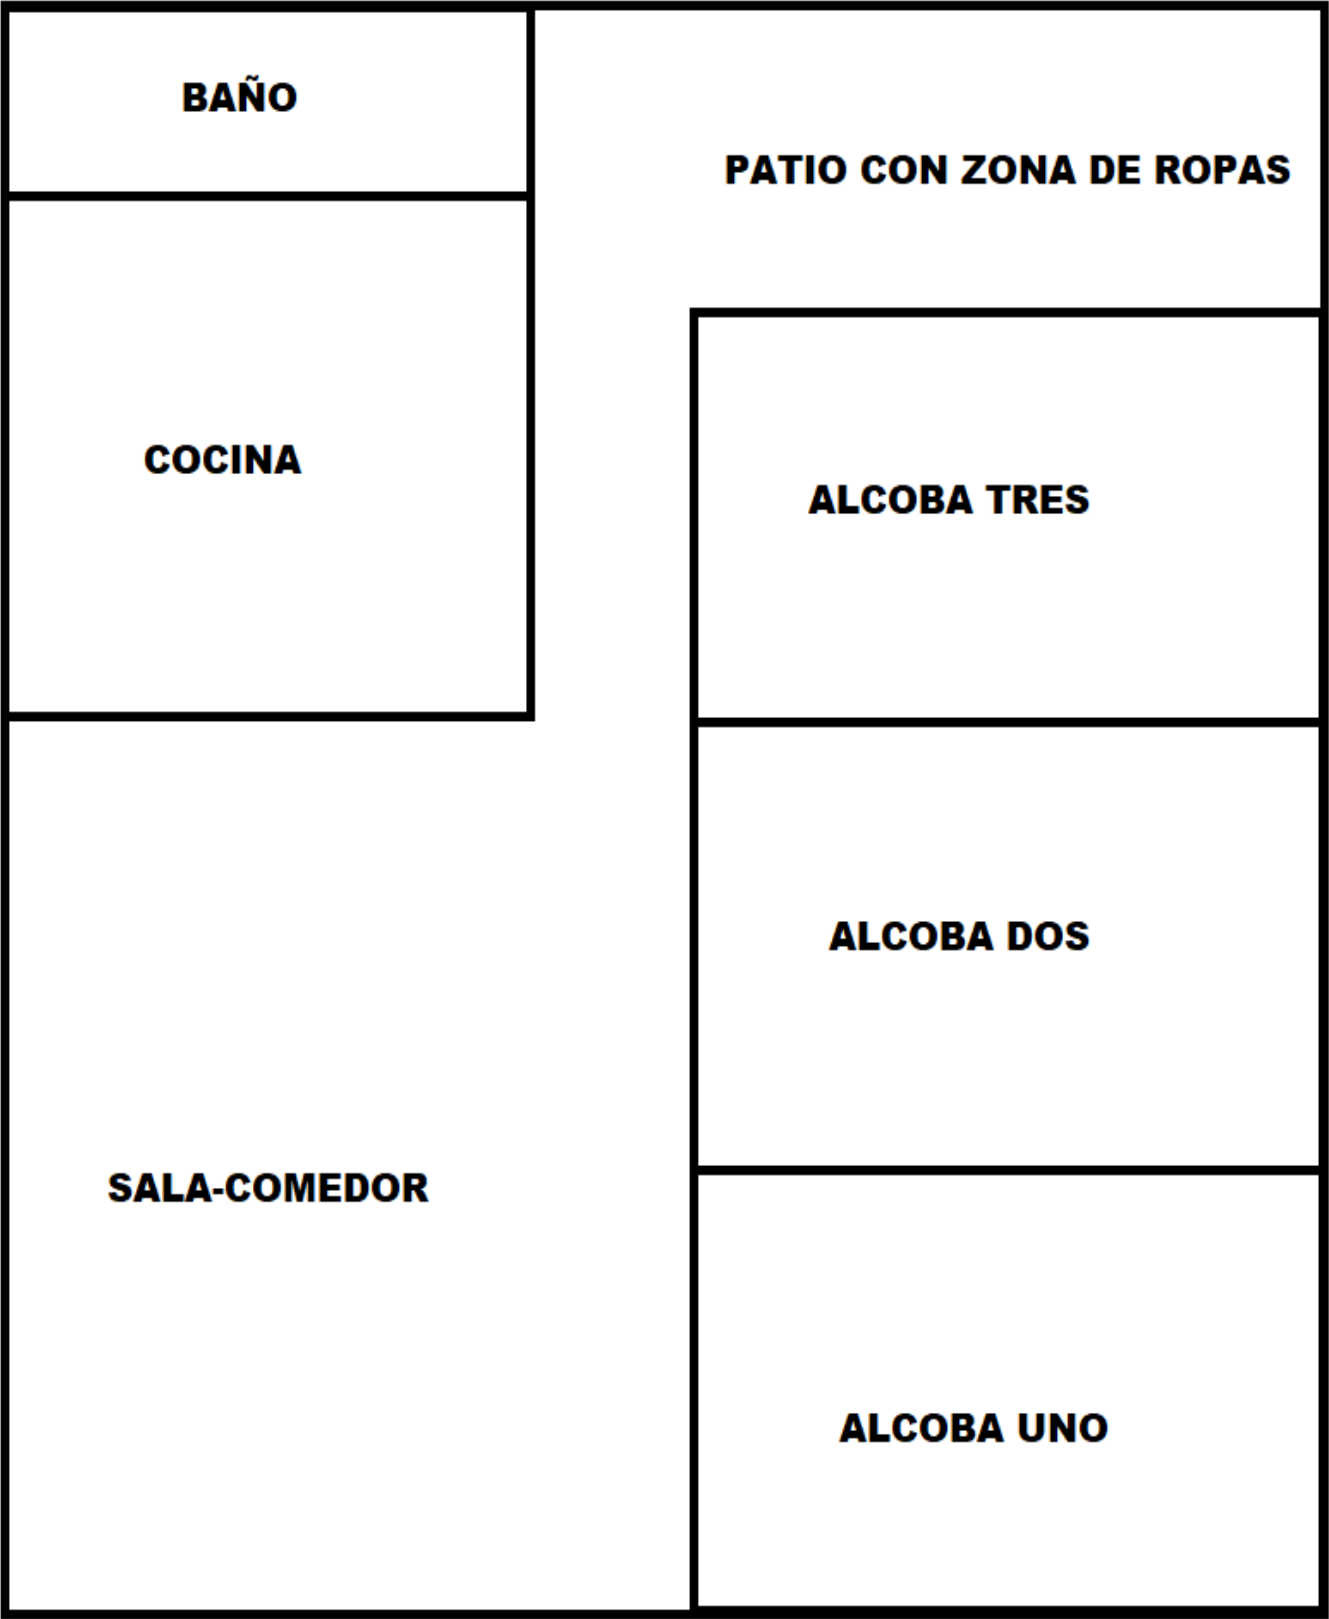 BAÑO
PATIO CON ZONA DE ROPAS
COCINA
ALCOBA TRES
ALCOBA DOS
SALA-COMEDOR
ALCOBA UNO